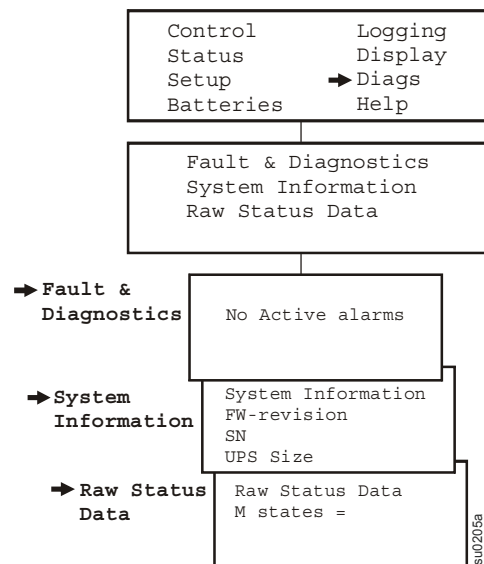 Control Logging
Status Display
Setup Diags
Batteries Help
Fault & Diagnostics
System Information
Raw Status Data
Fault &
Diagnostics
No Active alarms
System
Information
System Information
FW-revision
SN
UPS Size
Raw Status
Data
Raw Status Data
M states =
su0205a